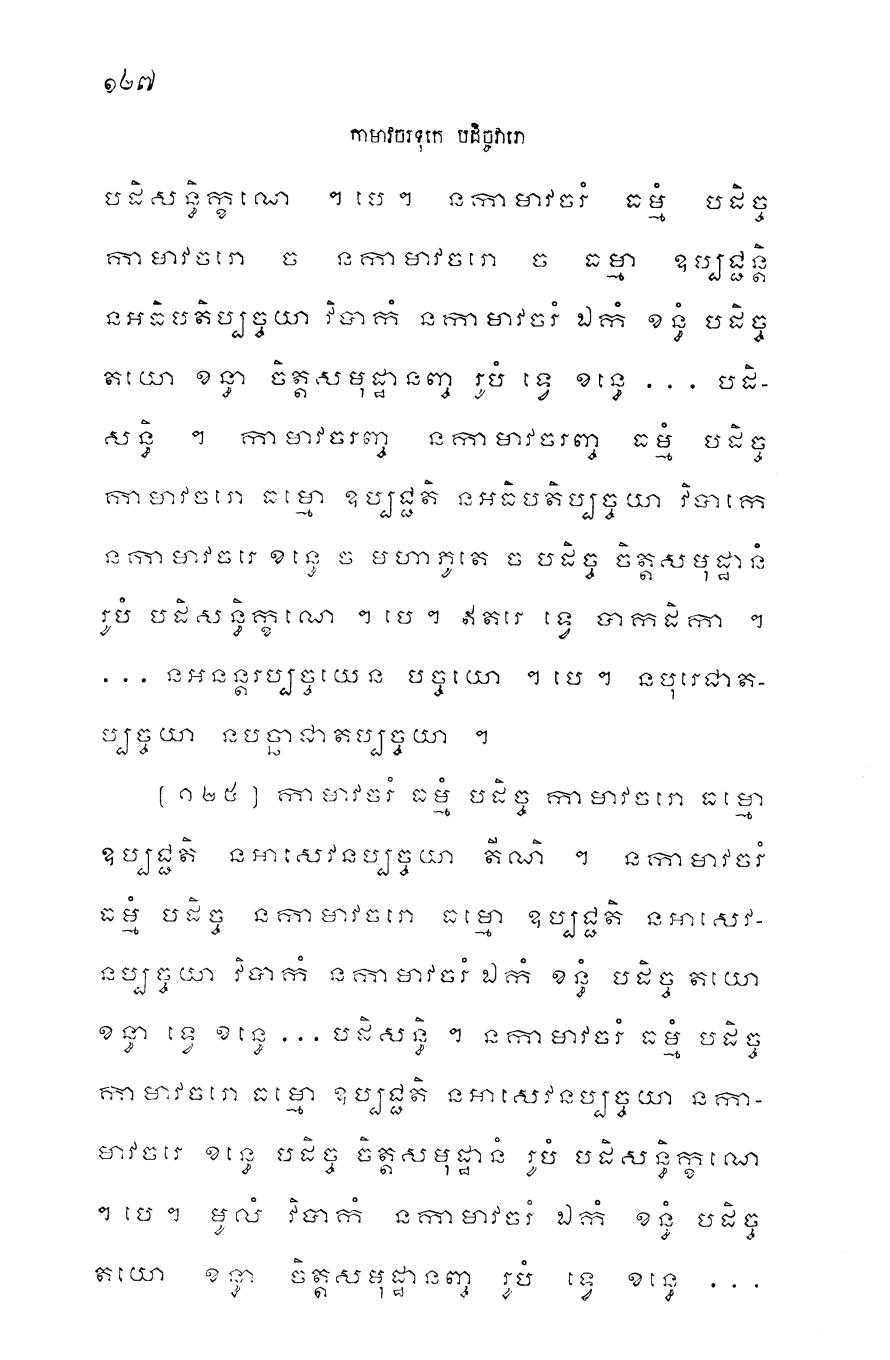 ១២៧
កាមាវចរទុកេ បដិច្ចវារោ
បដិសន្ធិក្ខណេ ។ បេ ។ នកាមាវចរំ ធម្មំ បដិច្ច
កាមាវចរោ ច នកាមាវចរោ ច ធម្មា ឧប្បជ្ជន្តិ
នអធិបតិប្បច្ចយា វិបាកំ នកាមាវចរំ ឯកំ ខន្ធំ បដិច្ច
តយោ ខន្ធា ចិត្តសមុដ្ឋានញ្ច រូបំ ទ្វេ ខន្ធេ ... បដិ-
សន្ធិ ។ កាមាវចរញ្ច នកាមាវចរញ្ច ធម្មំ បដិច្ច
កាមាវចរោ ធម្មោ ឧប្បជ្ជតិ នអធិបតិប្បច្ចយា វិបាកេ
នកាមាវចរេ ខន្ធេ ច មហាភូតេ ច បដិច្ច ចិត្តសមុដ្ឋានំ
រូបំ បដិសន្ធិក្ខណេ ។ បេ ។ ឥតរេ ទ្វេ បាកដិកា ។
... នអនន្តរប្បច្ចយេន បច្ចយោ ។ បេ ។ នបុរេជាត-
ប្បច្ចយា នបច្ឆាជាតប្បច្ចយា ។
[ ១២៥ ] កាមាវចរំ ធម្មំ បដិច្ច កាមាវចរោ ធម្មោ
ឧប្បជ្ជតិ នអាសេវនប្បច្ចយា តីណិ ។ នកាមាវចរំ
ធម្មំ បដិច្ច នកាមាវចរោ ធម្មោ ឧប្បជ្ជតិ នអាសេវ-
នប្បច្ចយា វិបាកំ នកាមាវចរំ ឯកំ ខន្ធំ បដិច្ច តយោ
ខន្ធា ទ្វេ ខន្ធេ ... បដិសន្ធិ ។ នកាមាវចរំ ធម្មំ បដិច្ច
កាមាវចរោ ធម្មោ ឧប្បជ្ជតិ នអាសេវនប្បច្ចយា នកា-
មាវចរេ ខន្ធេ បដិច្ច ចិត្តសមុដ្ឋានំ រូបំ បដិសន្ធិក្ខណេ
។ បេ ។ មូលំ វិបាកំ នកាមាវចរំ ឯកំ ខន្ធំ បដិច្ច
តយោ ខន្ធា ចិត្តសមុដ្ឋានញ្ច រូបំ ទ្វេ ខន្ធេ ...